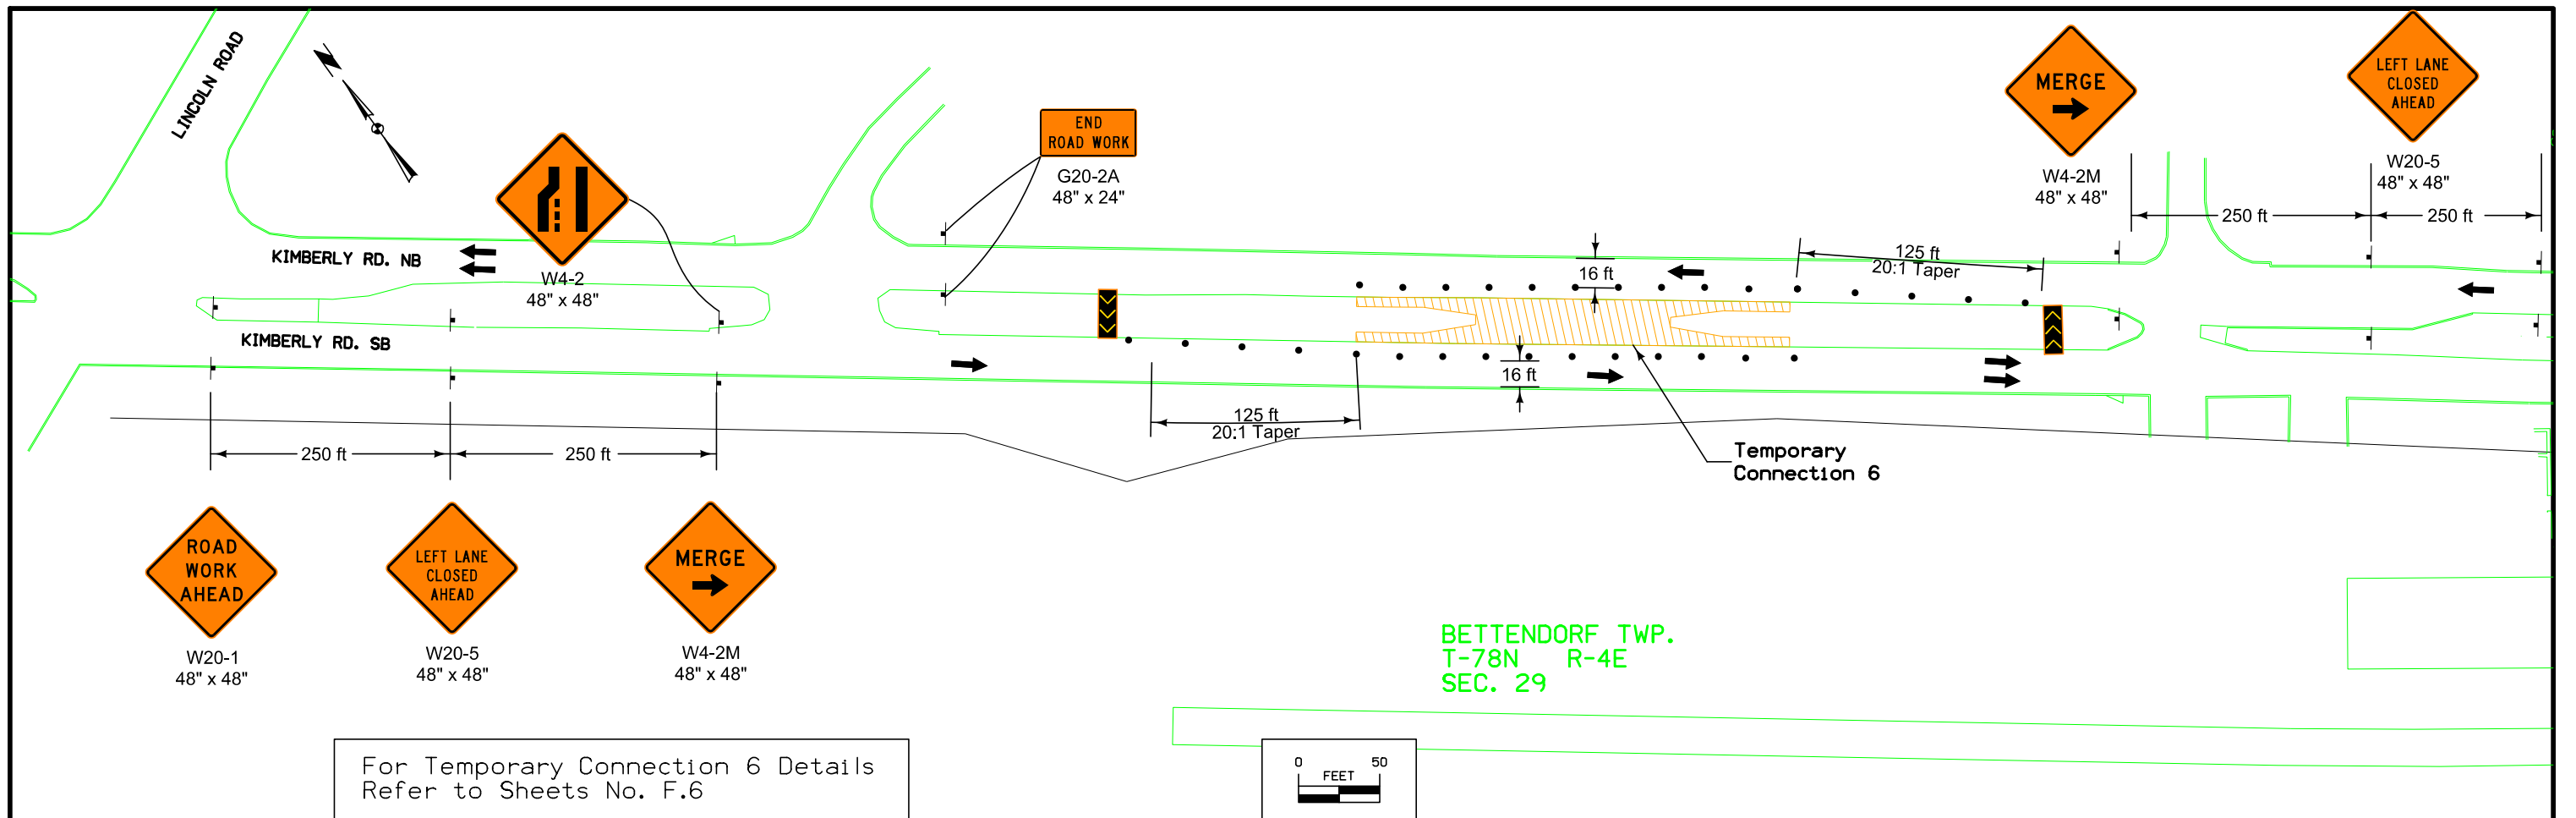 LINCOLN ROAD
KIMBERLY RD. NB
KIMBERLY RD. SB
W4-2
48" x 48"
END
ROAD WORK
G20-2A
48" x 24"
MERGE
W4-2M
48" x 48"
LEFT LANE
CLOSED
AHEAD
W20-5
48" x 48"
250 ft
250 ft
125 ft
20:1 Taper
16 ft
16 ft
125 ft
20:1 Taper
250 ft
250 ft
Temporary
Connection 6
ROAD
WORK
AHEAD
W20-1
48" x 48"
LEFT LANE
CLOSED
AHEAD
W20-5
48" x 48"
MERGE
W4-2M
48" x 48"
BETTENDORF TWP.
T-78N R-4E
SEC. 29
For Temporary Connection 6 Details
Refer to Sheets No. F.6
0 50
FEET